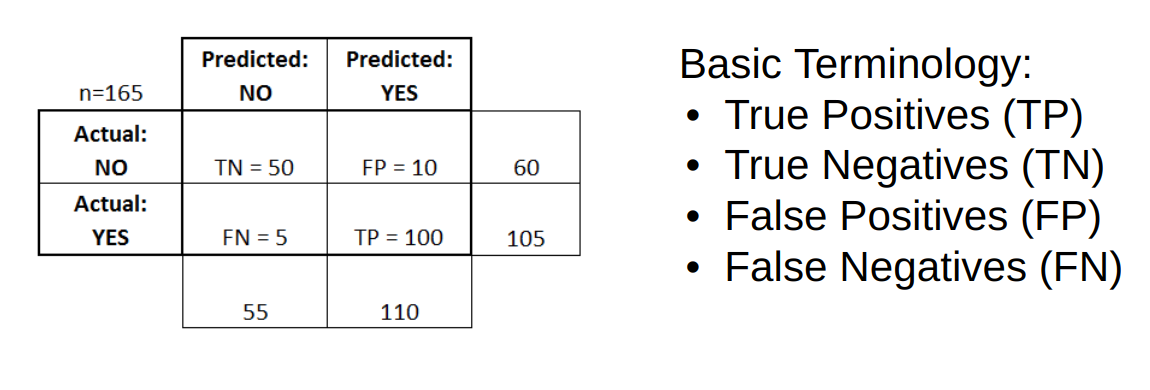 Predicted: Predicted:
n=165 NO YES
Actual:
NO TN = 50 FP = 10 60
Actual:
YES FN = 5 TP = 100 105
55 110
Basic Terminology:
• True Positives (TP)
• True Negatives (TN)
• False Positives (FP)
• False Negatives (FN)